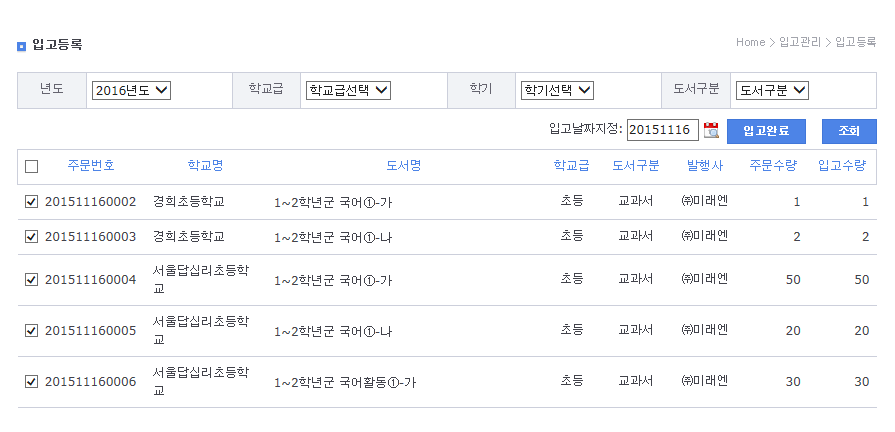 입고등록
Home > 입고관리 > 입고등록
년도 2016년도 학교급 학교급선택 학기 학기선택 도서구분 도서구분
입고날짜지정: 20151116 입고완료 조회
주문번호 학교명 도서명 학교급 도서구분 발행사 주문수량 입고수량
201511160002 경희초등학교 1~2학년군 국어①-가 초등 교과서 ㈜미래엔 1 1
201511160003 경희초등학교 1~2학년군 국어①-나 초등 교과서 ㈜미래엔 2 2
201511160004 서울답십리초등학 1~2학년군 국어①-가 초등 교과서 ㈜미래엔 50 50
교
201511160005 서울답십리초등학 1~2학년군 국어①-나 초등 교과서 ㈜미래엔 20 20
교
201511160006 서울답십리초등학 1~2학년군 국어활동①-가 초등 교과서 ㈜미래엔 30 30
교